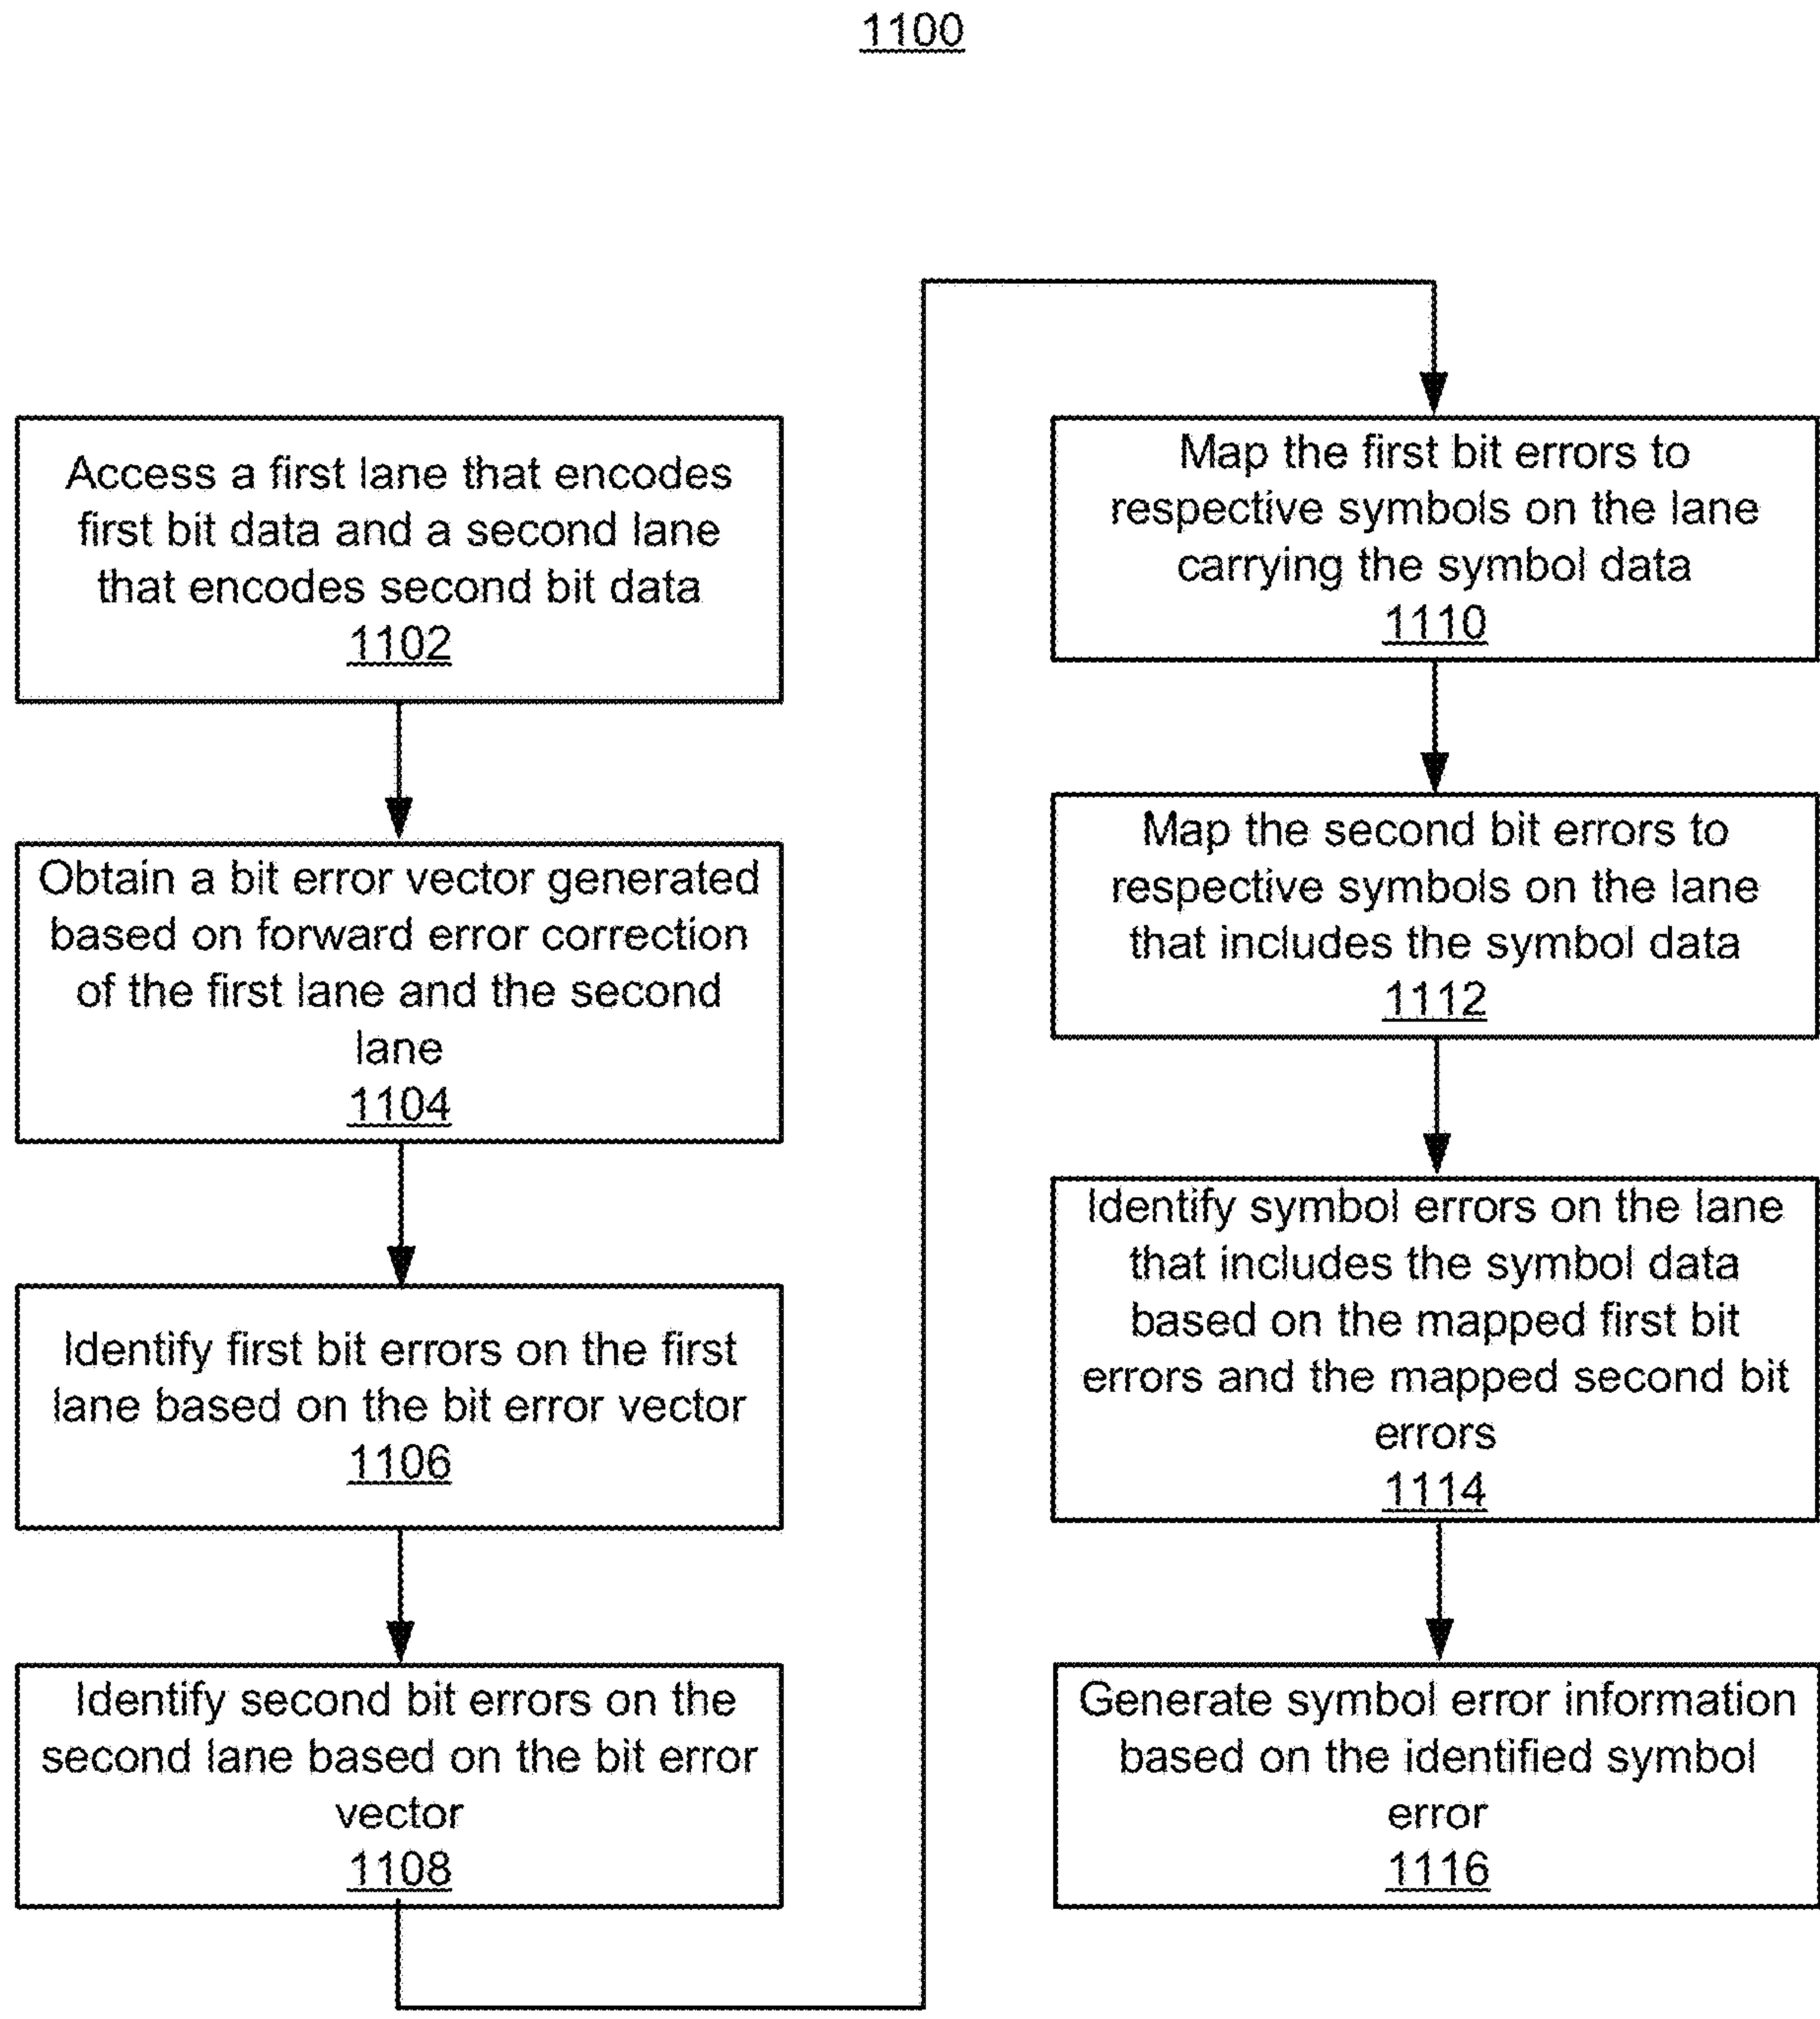 1100
Access a first lane that encodes
first bit data and a second lane
that encodes second bit data
1102
Obtain a bit error vector generated
based on forward error correction
of the first lane and the second
lane
1104
Identify first bit errors on the first
lane based on the bit error vector
1106
Identify second bit errors on the
second lane based on the bit error
vector
1108
Map the first bit errors to
respective symbols on the lane
carrying the symbol data
1110
Map the second bit errors to
respective symbols on the lane
that includes the symbol data
1112
Identify symbol errors on the lane
that includes the symbol data
based on the mapped first bit
errors and the mapped second bit
errors
1114
Generate symbol error information
based on the identified symbol
error
1116